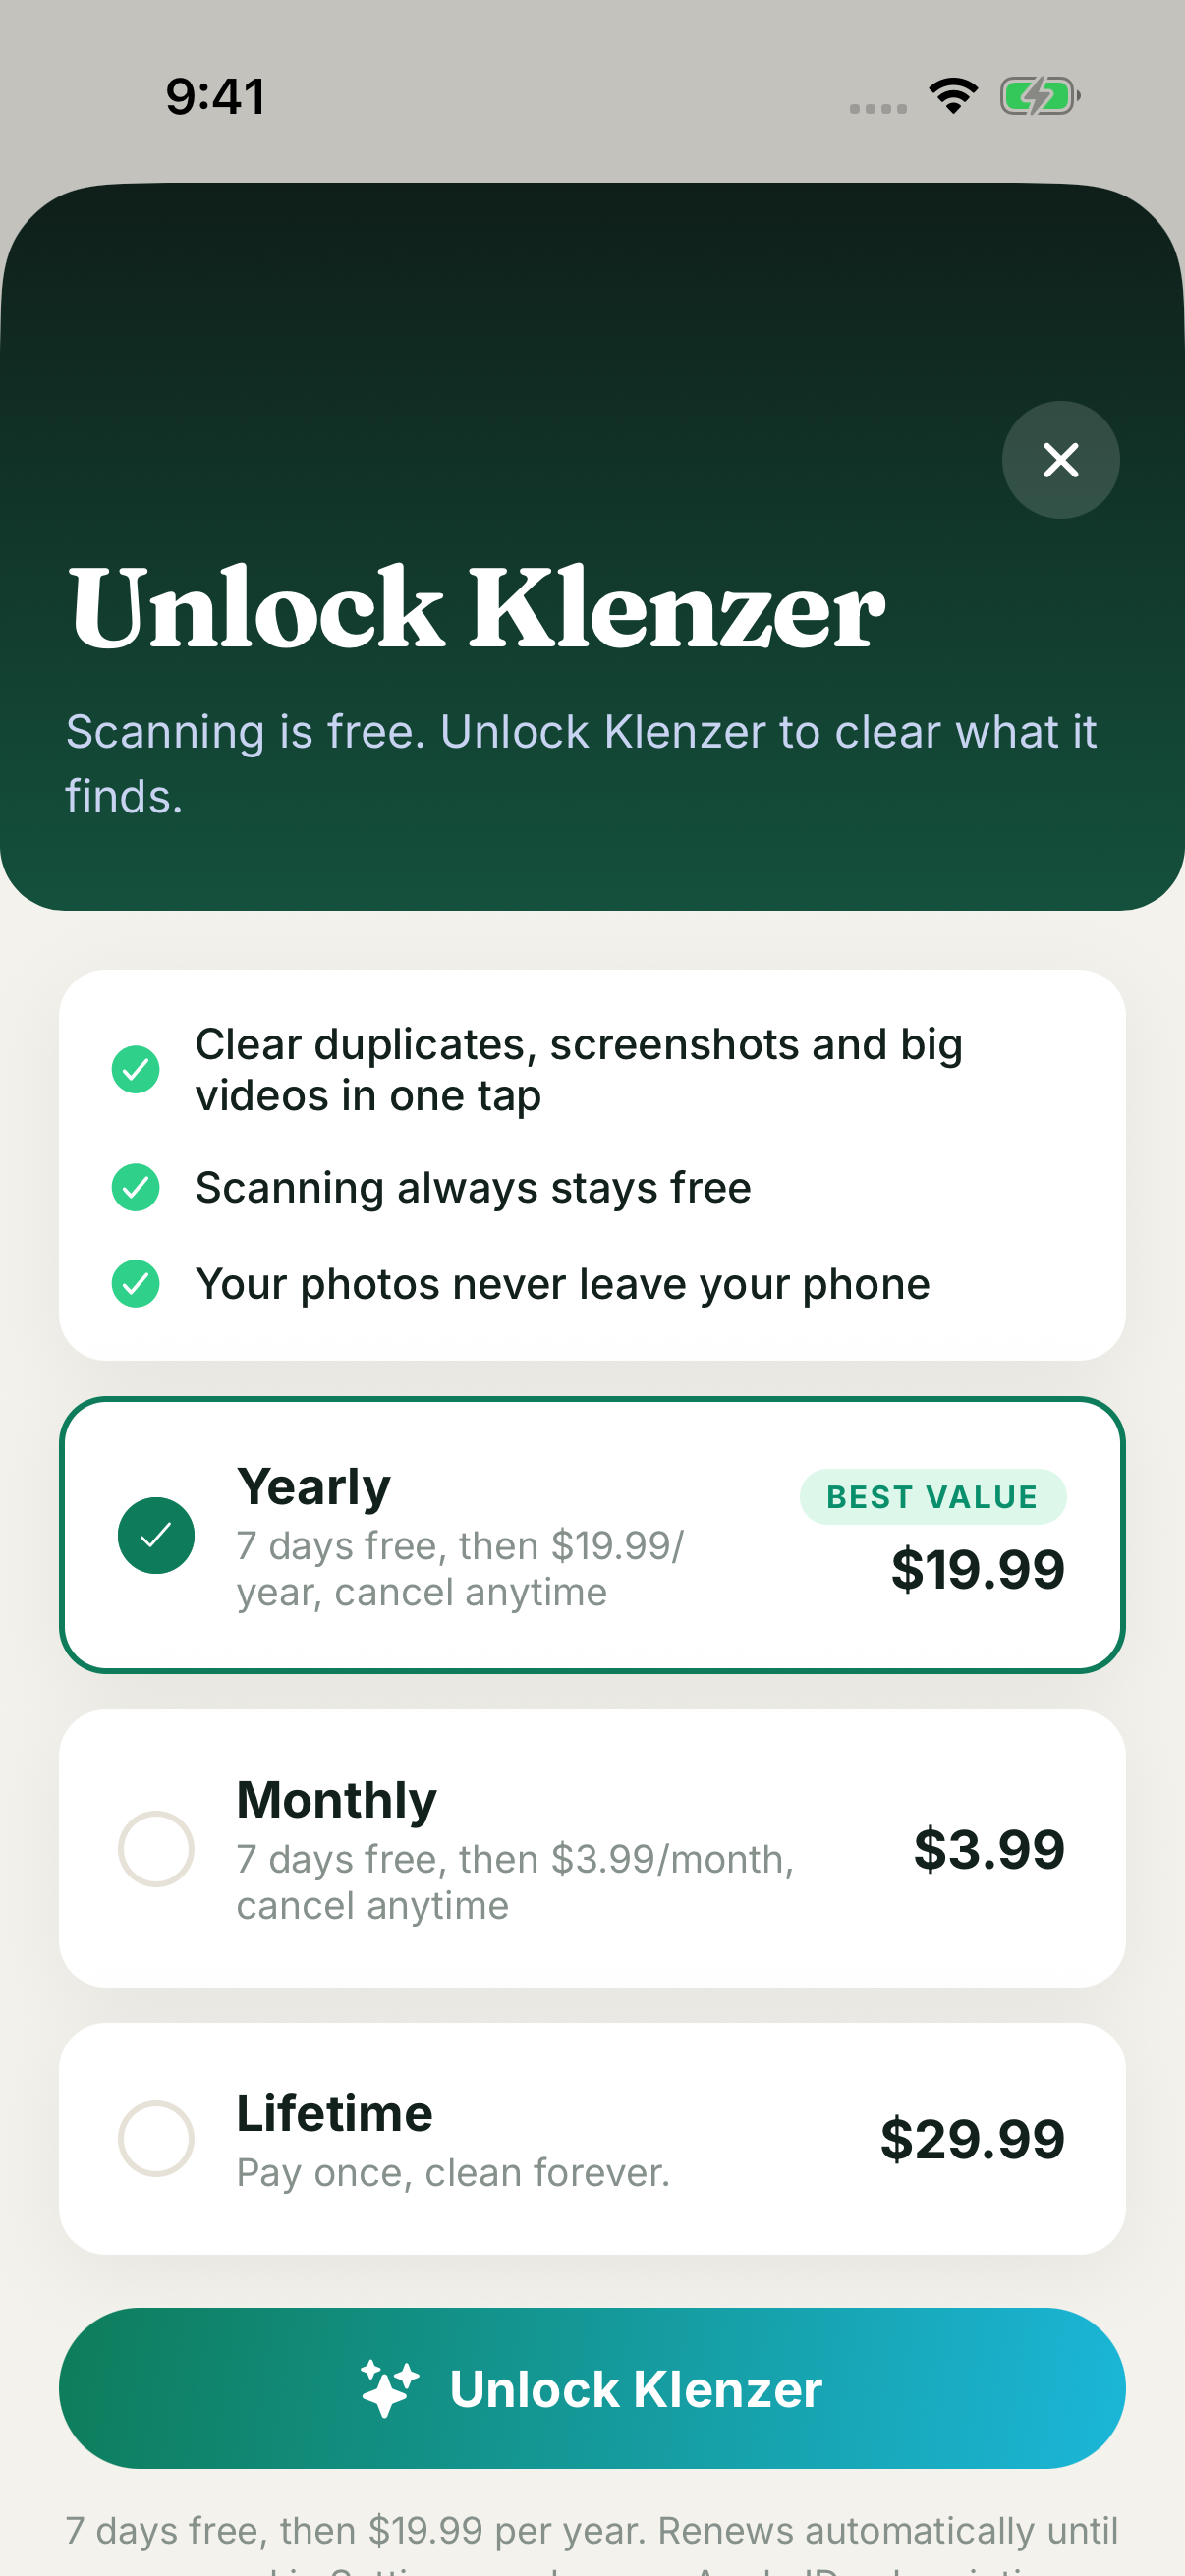 9:41
Unlock Klenzer
Scanning is free. Unlock Klenzer to clear what it
finds.
Clear duplicates, screenshots and big
videos in one tap
Scanning always stays free
Your photos never leave your phone
Yearly
7 days free, then $19.99/
year, cancel anytime
BEST VALUE
$19.99
Monthly
7 days free, then $3.99/month,
cancel anytime
$3.99
Lifetime
Pay once, clean forever.
$29.99
Unlock Klenzer
7 days free, then $19.99 per year. Renews automatically until